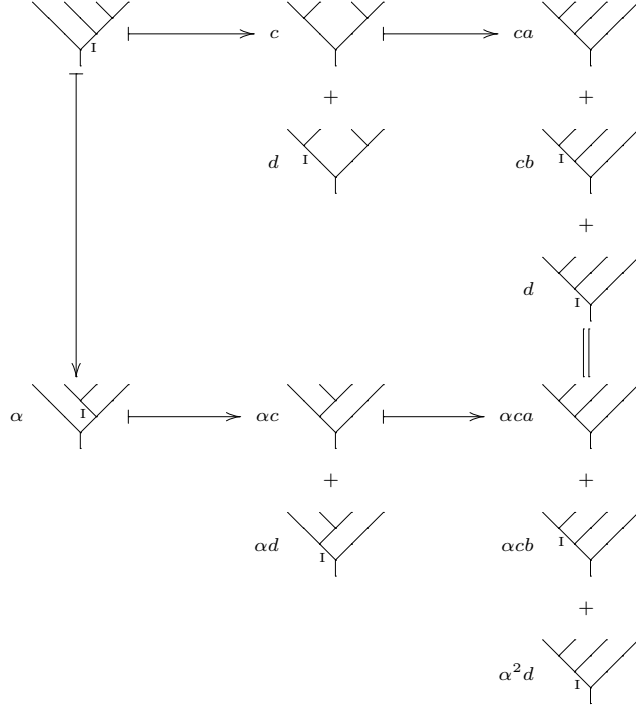 I
c ca
+ +
d I cb I
+
d I
α I αc αca
+ +
αd I αcb I
+
α²d I